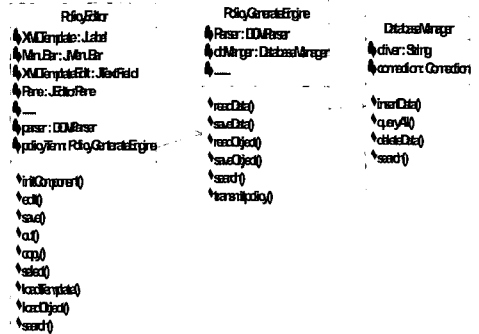 PolicyEditor
XMLTemplate : JLabel
MenuBar : JMenuBar
XMLTemplateEdit : JTextField
Pane : JEditorPane
......
parser : DOMParser
policyTerm : PolicyGenerateEngine
initComponent()
edit()
save()
cut()
copy()
select()
loadTemplate()
loadObject()
search()
PolicyGenerateEngine
Parser : DOMParser
dbManger : DatabaseManager
......
readData()
saveData()
readObject()
saveObject()
search()
transmitpolicy()
DatabaseManager
driver : String
connection : Connection
insertData()
queryAll()
deleteData()
search()